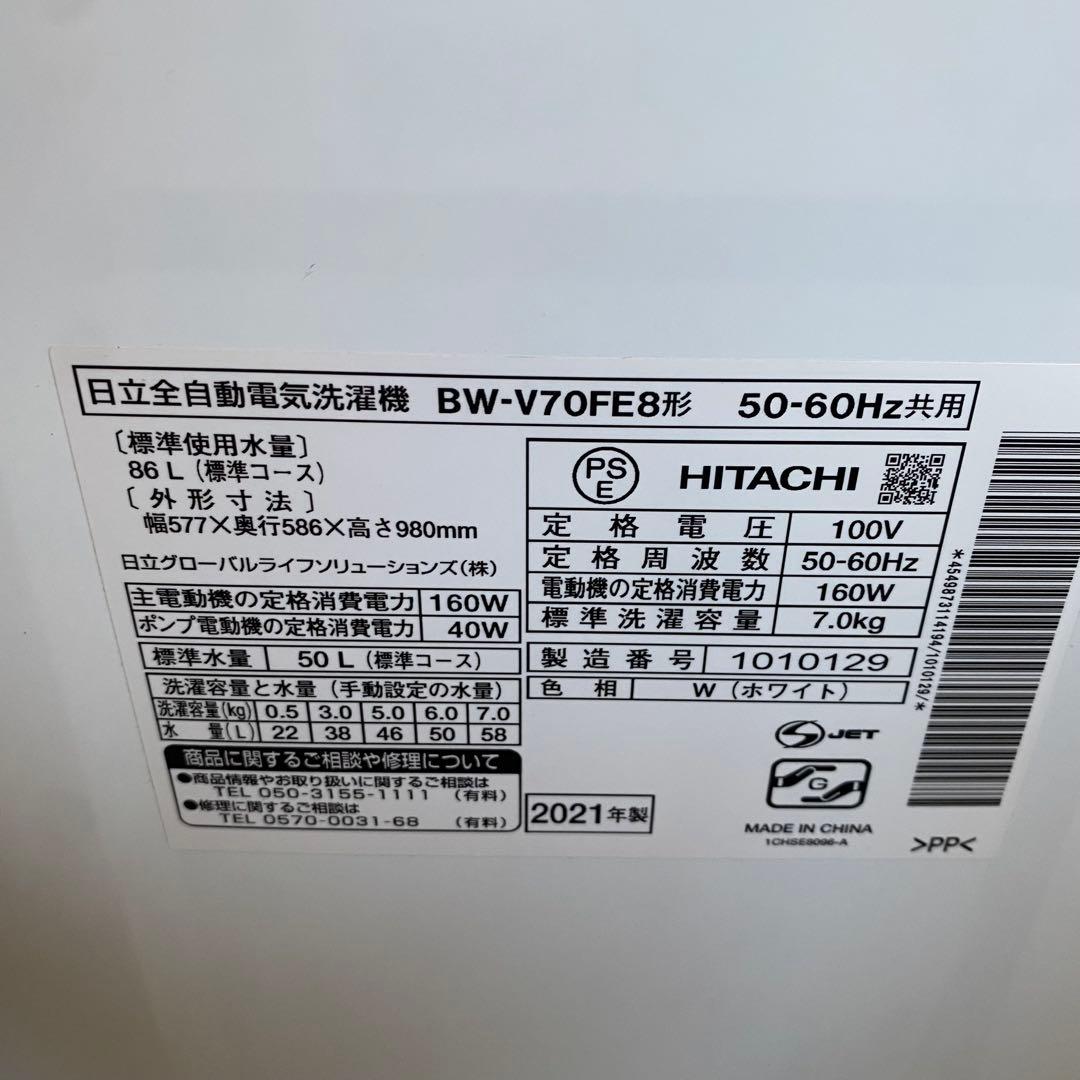 日立全自動電気洗濯機 BW-V70FE8形 50-60Hz共用
〔標準使用水量〕
86 L (標準コース)
〔外形寸法〕
幅577×奥行586×高さ980mm
日立グローバルライフソリューションズ(株)
主電動機の定格消費電力 160W
ポンプ電動機の定格消費電力 40W
標準水量 50 L (標準コース)
洗濯容量と水量 (手動設定の水量)
洗濯容量(kg) 0.5 3.0 5.0 6.0 7.0
水量(L) 22 38 46 50 58
商品に関するご相談や修理について
●商品情報やお取り扱いに関するご相談は
TEL 050-3155-1111 (有料)
●修理に関するご相談は
TEL 0570-0031-68 (有料)
PS
E
HITACHI
定格電圧 100V
定格周波数 50-60Hz
電動機の定格消費電力 160W
標準洗濯容量 7.0kg
製造番号 1010129
色相 W (ホワイト)
2021年製
S JET
G
MADE IN CHINA
1CHSE8096-A
>PP<
*4549873114194/1010129/*